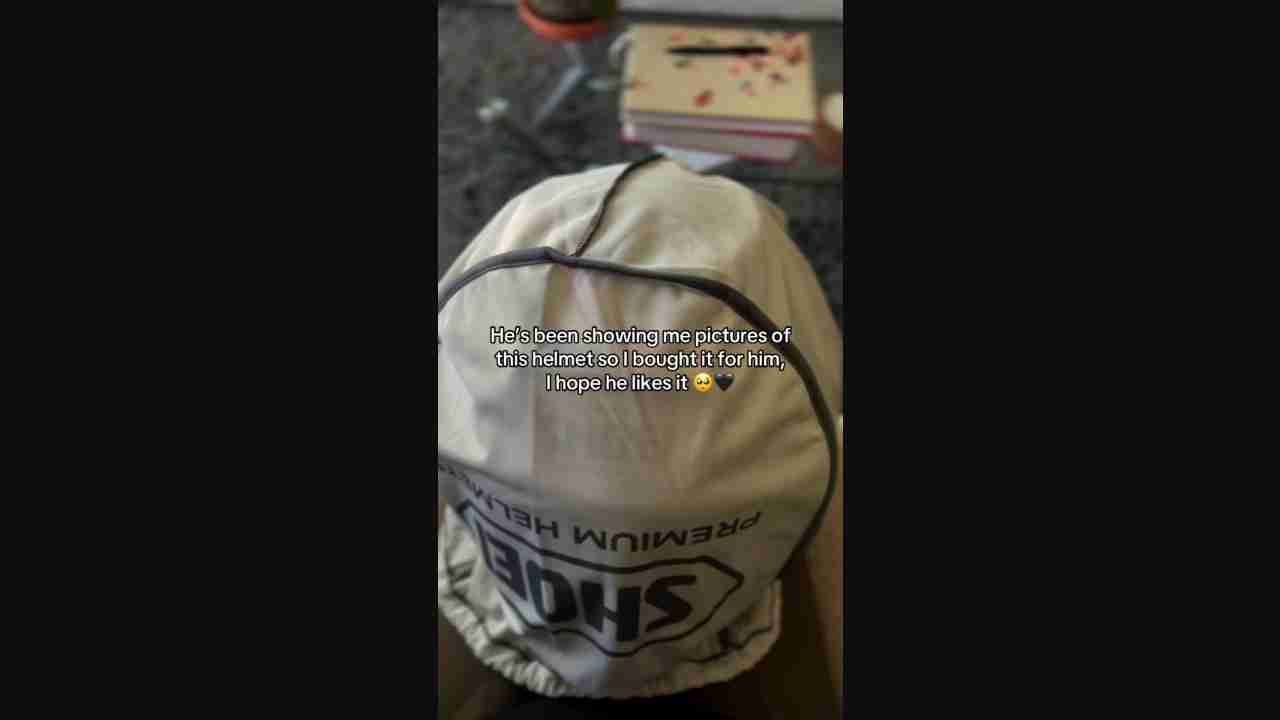 He's been showing me pictures of
this helmet so I bought it for him,
I hope he likes it 🥺🖤
PREMIUM HELMETS
SHOEI